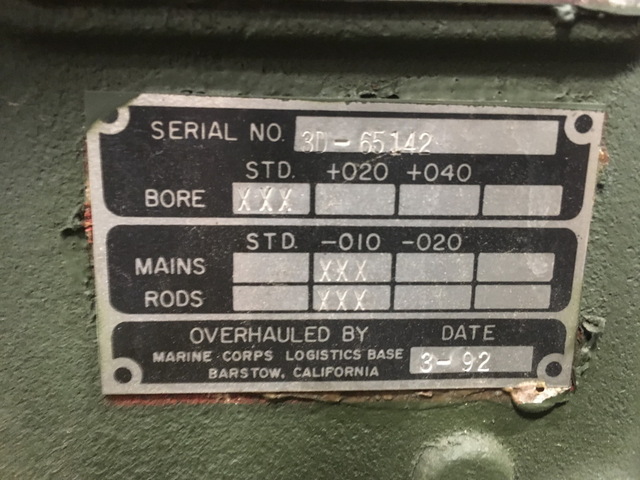 SERIAL NO. 3D-65142
STD. +020 +040
BORE XXX
STD. -010 -020
MAINS XXX
RODS XXX
OVERHAULED BY DATE
MARINE CORPS LOGISTICS BASE 3-92
BARSTOW, CALIFORNIA